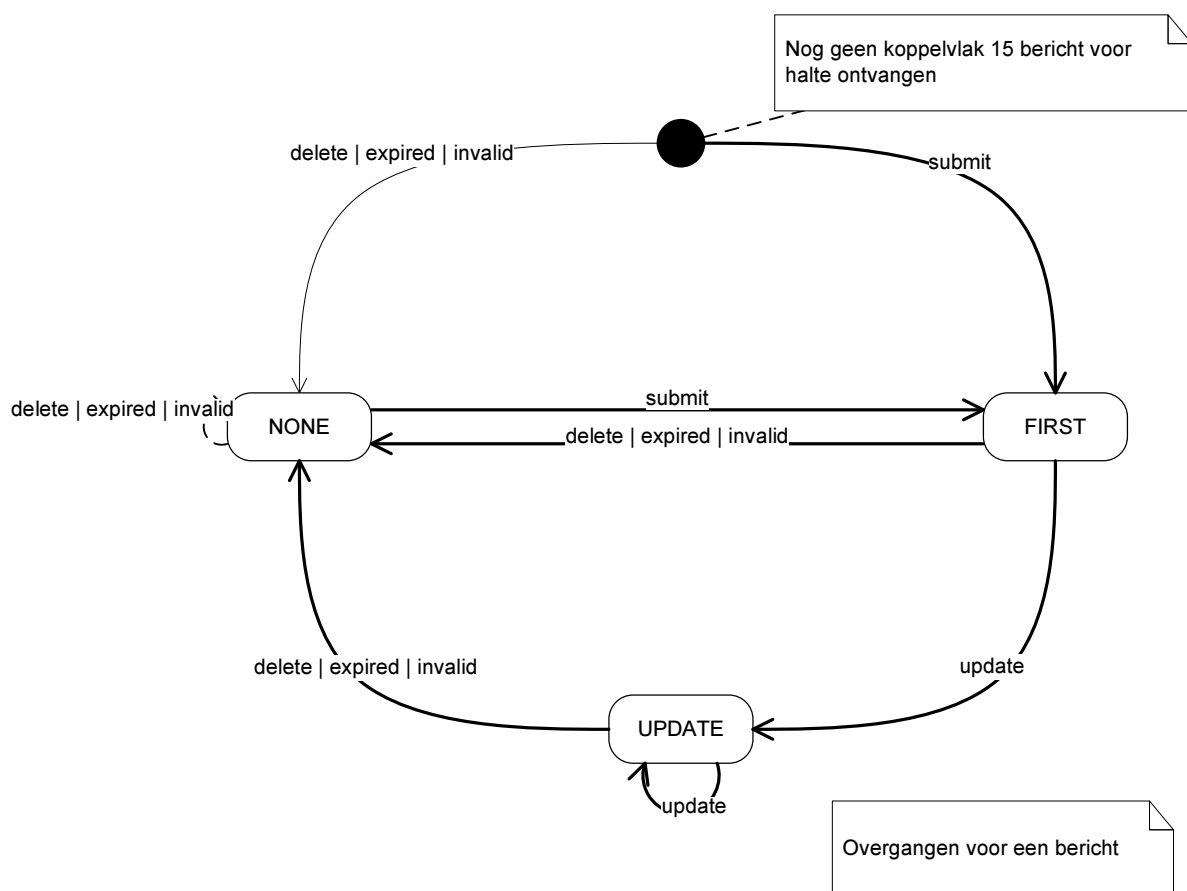 Nog geen koppelvlak 15 bericht voor
halte ontvangen
delete | expired | invalid
submit
submit
delete | expired | invalid
NONE
FIRST
delete | expired | invalid
delete | expired | invalid
update
UPDATE
update
Overgangen voor een bericht